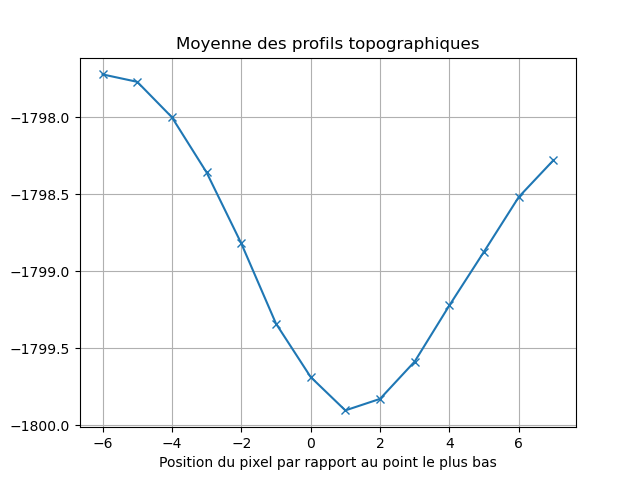 Moyenne des profils topographiques
−1798.0
−1798.5
−1799.0
−1799.5
−1800.0
−6 −4 −2 0 2 4 6
Position du pixel par rapport au point le plus bas